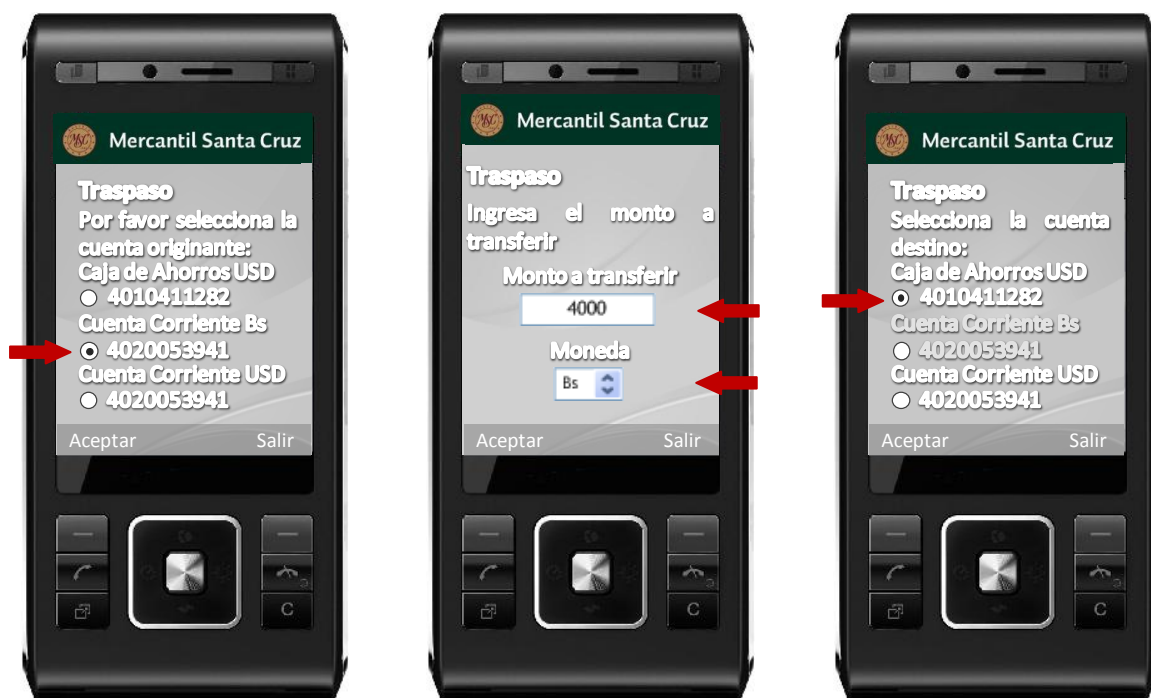 Mercantil Santa Cruz
Traspaso
Por favor selecciona la
cuenta originante:
Caja de Ahorros USD
4010411282
Cuenta Corriente Bs
4020053941
Cuenta Corriente USD
4020053941
Aceptar Salir
C
Mercantil Santa Cruz
Traspaso
Ingresa el monto a
transferir
Monto a transferir
4000
Moneda
Bs
Aceptar Salir
C
Mercantil Santa Cruz
Traspaso
Selecciona la cuenta
destino:
Caja de Ahorros USD
4010411282
Cuenta Corriente Bs
4020053941
Cuenta Corriente USD
4020053941
Aceptar Salir
C